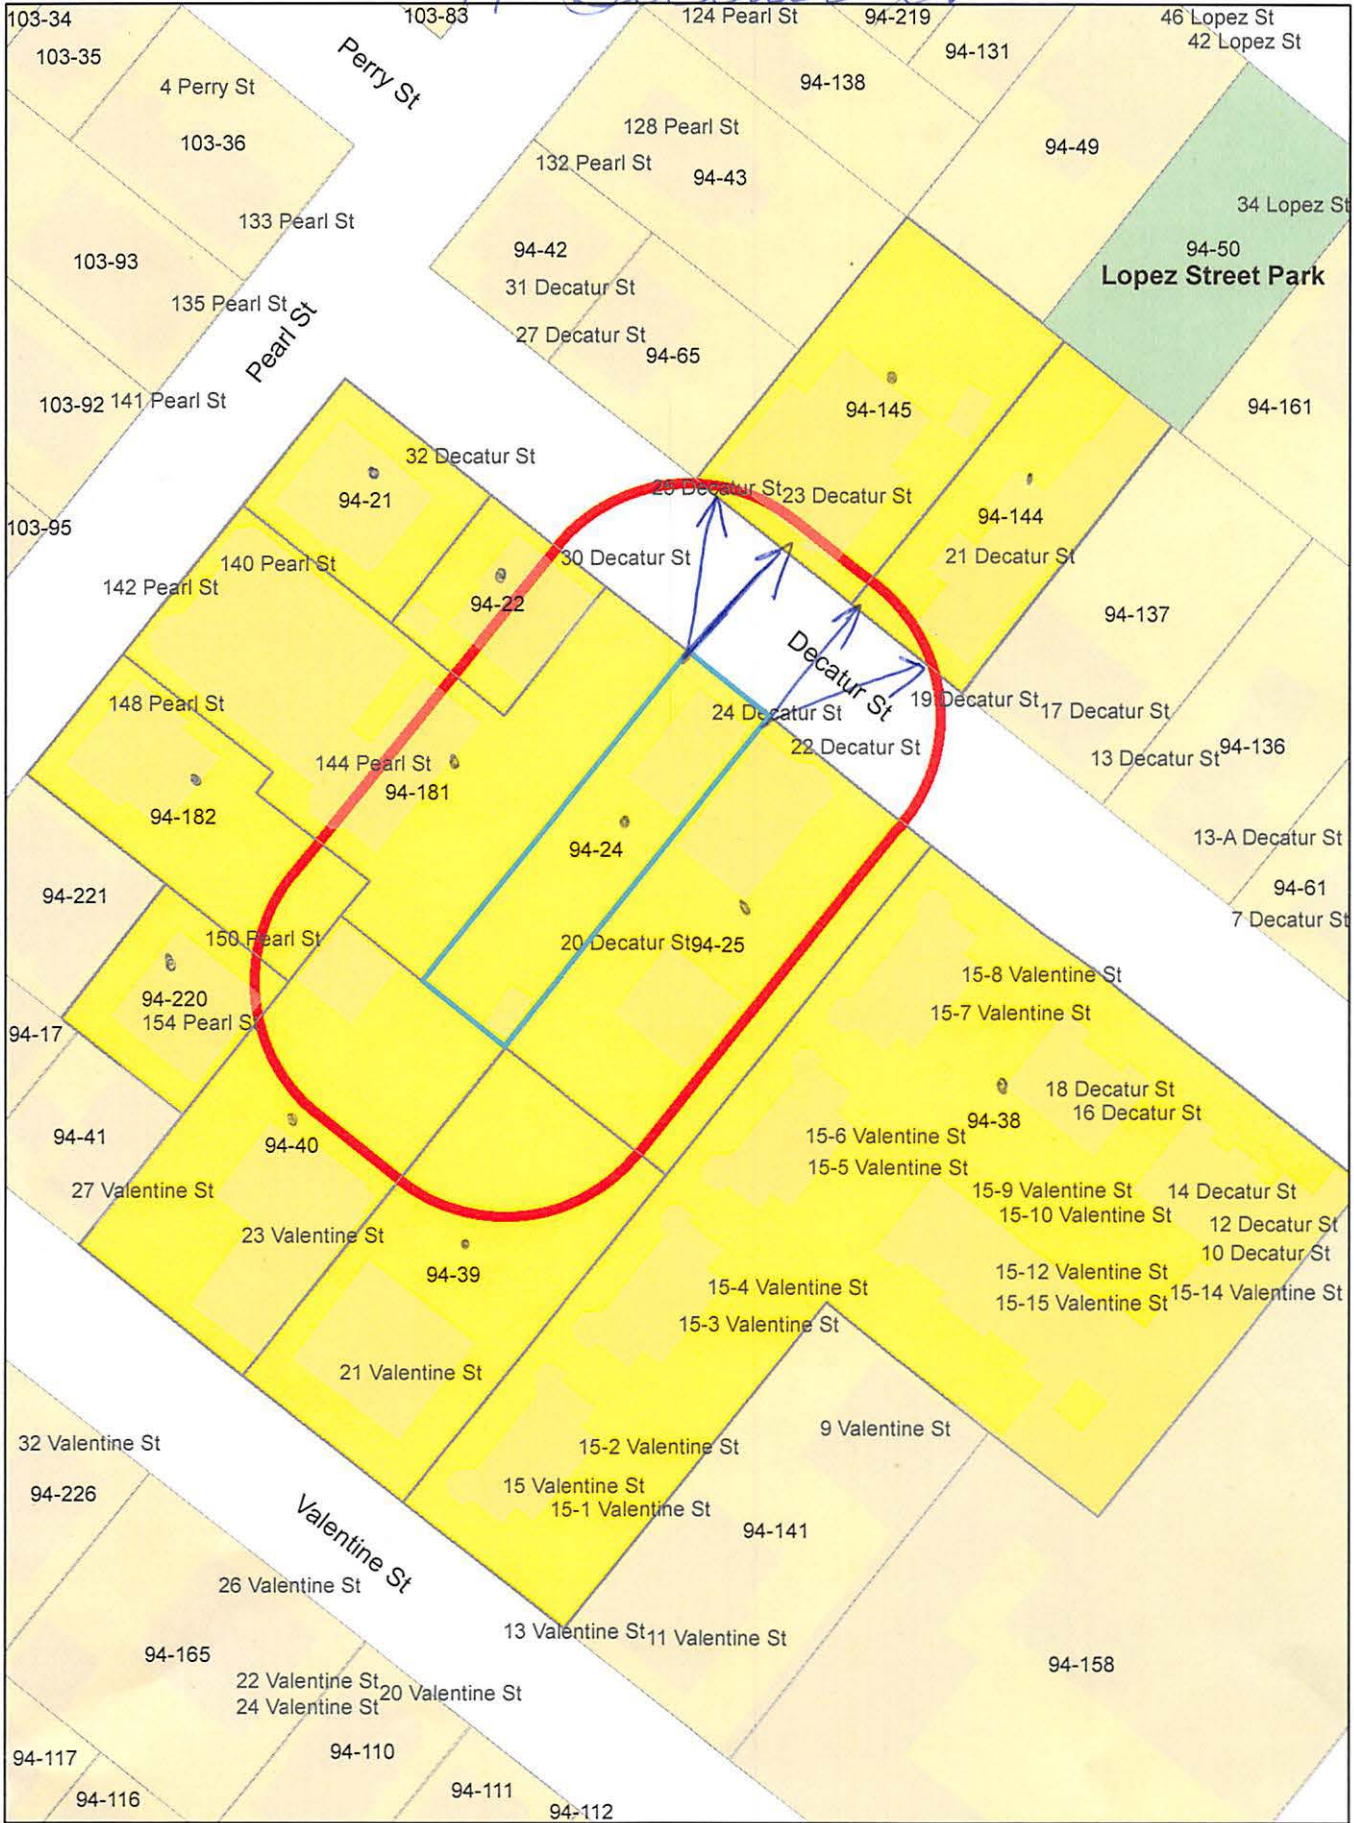 103-34
103-83
124 Pearl St
94-219
46 Lopez St
42 Lopez St
103-35
Perry St
94-131
94-138
4 Perry St
103-36
128 Pearl St
132 Pearl St
94-43
94-49
34 Lopez St
133 Pearl St
94-42
94-50
Lopez Street Park
103-93
31 Decatur St
135 Pearl St
27 Decatur St
94-65
Pearl St
103-92
141 Pearl St
94-145
94-161
32 Decatur St
94-21
25 Decatur St
23 Decatur St
94-144
103-95
140 Pearl St
30 Decatur St
21 Decatur St
142 Pearl St
94-22
94-137
Decatur St
148 Pearl St
24 Decatur St
19 Decatur St
17 Decatur St
22 Decatur St
94-136
13 Decatur St
144 Pearl St
94-181
94-182
94-24
13-A Decatur St
94-221
94-61
7 Decatur St
150 Pearl St
20 Decatur St
94-25
15-8 Valentine St
94-220
15-7 Valentine St
154 Pearl St
94-17
18 Decatur St
16 Decatur St
94-38
94-41
94-40
15-6 Valentine St
15-5 Valentine St
27 Valentine St
15-9 Valentine St
14 Decatur St
15-10 Valentine St
12 Decatur St
23 Valentine St
10 Decatur St
94-39
15-12 Valentine St
15-4 Valentine St
15-14 Valentine St
15-15 Valentine St
15-3 Valentine St
21 Valentine St
9 Valentine St
32 Valentine St
15-2 Valentine St
94-226
15 Valentine St
15-1 Valentine St
94-141
Valentine St
26 Valentine St
13 Valentine St
11 Valentine St
94-165
94-158
22 Valentine St
20 Valentine St
24 Valentine St
94-117
94-110
94-116
94-111
94-112